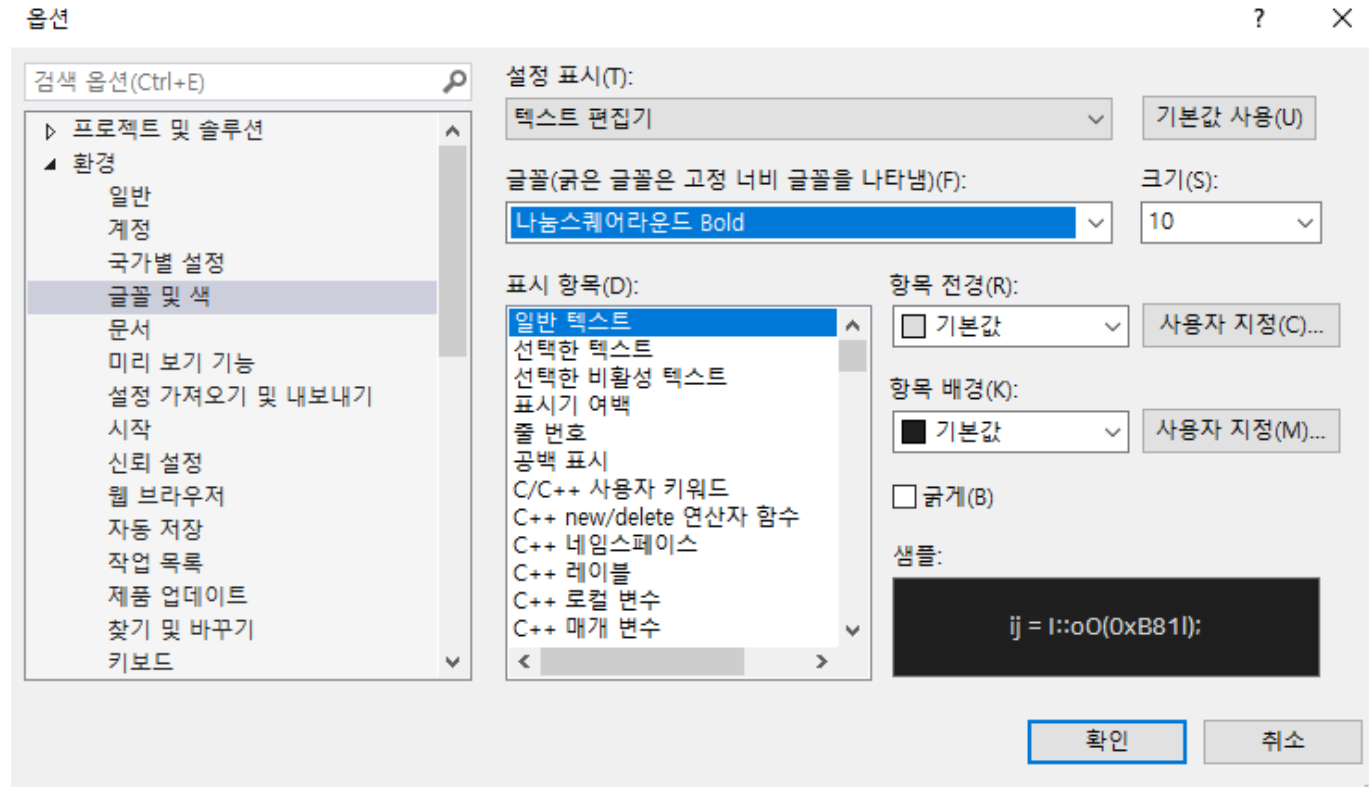 옵션
검색 옵션(Ctrl+E)
프로젝트 및 솔루션
환경
일반
계정
국가별 설정
글꼴 및 색
문서
미리 보기 기능
설정 가져오기 및 내보내기
시작
신뢰 설정
웹 브라우저
자동 저장
작업 목록
제품 업데이트
찾기 및 바꾸기
키보드
설정 표시(T):
텍스트 편집기
기본값 사용(U)
글꼴(굵은 글꼴은 고정 너비 글꼴을 나타냄)(F):
크기(S):
나눔스퀘어라운드 Bold
10
표시 항목(D):
일반 텍스트
선택한 텍스트
선택한 비활성 텍스트
표시기 여백
줄 번호
공백 표시
C/C++ 사용자 키워드
C++ new/delete 연산자 함수
C++ 네임스페이스
C++ 레이블
C++ 로컬 변수
C++ 매개 변수
항목 전경(R):
기본값
사용자 지정(C)...
항목 배경(K):
기본값
사용자 지정(M)...
굵게(B)
샘플:
ij = I::oO(0xB81l);
확인
취소